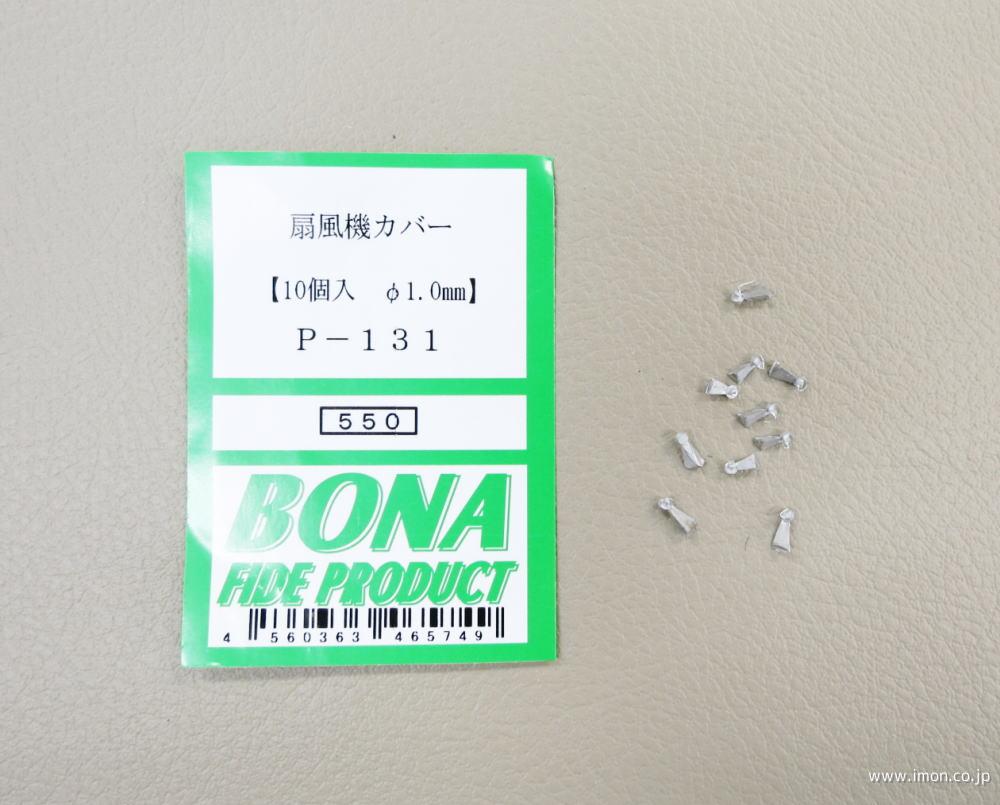 扇風機カバー
【10個入　φ1.0mm】
Ｐ－１３１
５５０
BONA
FIDE PRODUCT
4 560363 465749
www.imon.co.jp